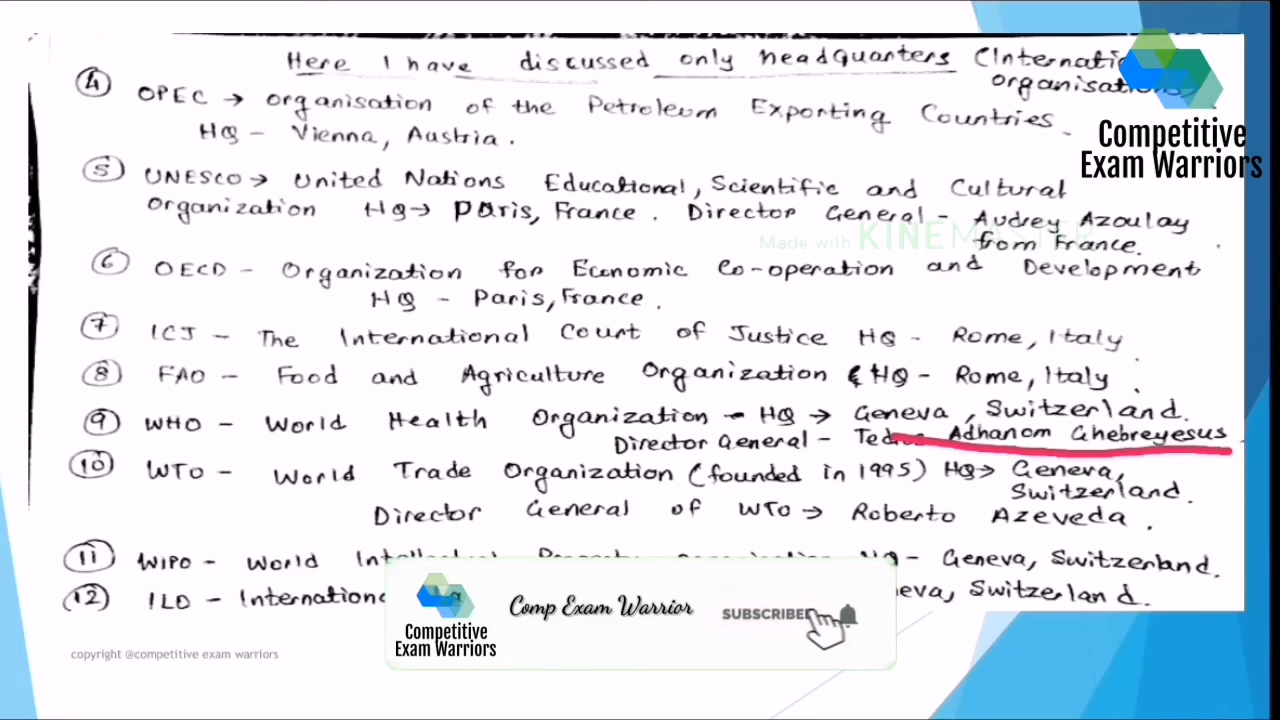 Here I have discussed only headquarters (Internati
organisati
4 OPEC → organisation of the Petroleum Exporting Countries.
HQ - Vienna, Austria.
Competitive
Exam Warriors
5 UNESCO → United Nations Educational, Scientific and Cultural
Organization HQ → Paris, France. Director General - Audrey Azoulay
from France.
Made with KINEMASTER
6 OECD - Organization for Economic Co-operation and Development
HQ - Paris, France.
7 ICJ - The International Court of Justice HQ - Rome, Italy
8 FAO - Food and Agriculture Organization HQ - Rome, Italy.
9 WHO - World Health Organization - HQ → Geneva, Switzerland.
Director General - Tedros Adhanom Ghebreyesus.
10 WTO - World Trade Organization (founded in 1995) HQ → Geneva,
Switzerland.
Director General of WTO → Roberto Azeveda.
11 WIPO - World Intellectual Property HQ - Geneva, Switzerland.
12 ILO - International neva, Switzerland.
Competitive
Exam Warriors
Comp Exam Warrior
SUBSCRIBE
copyright @competitive exam warriors